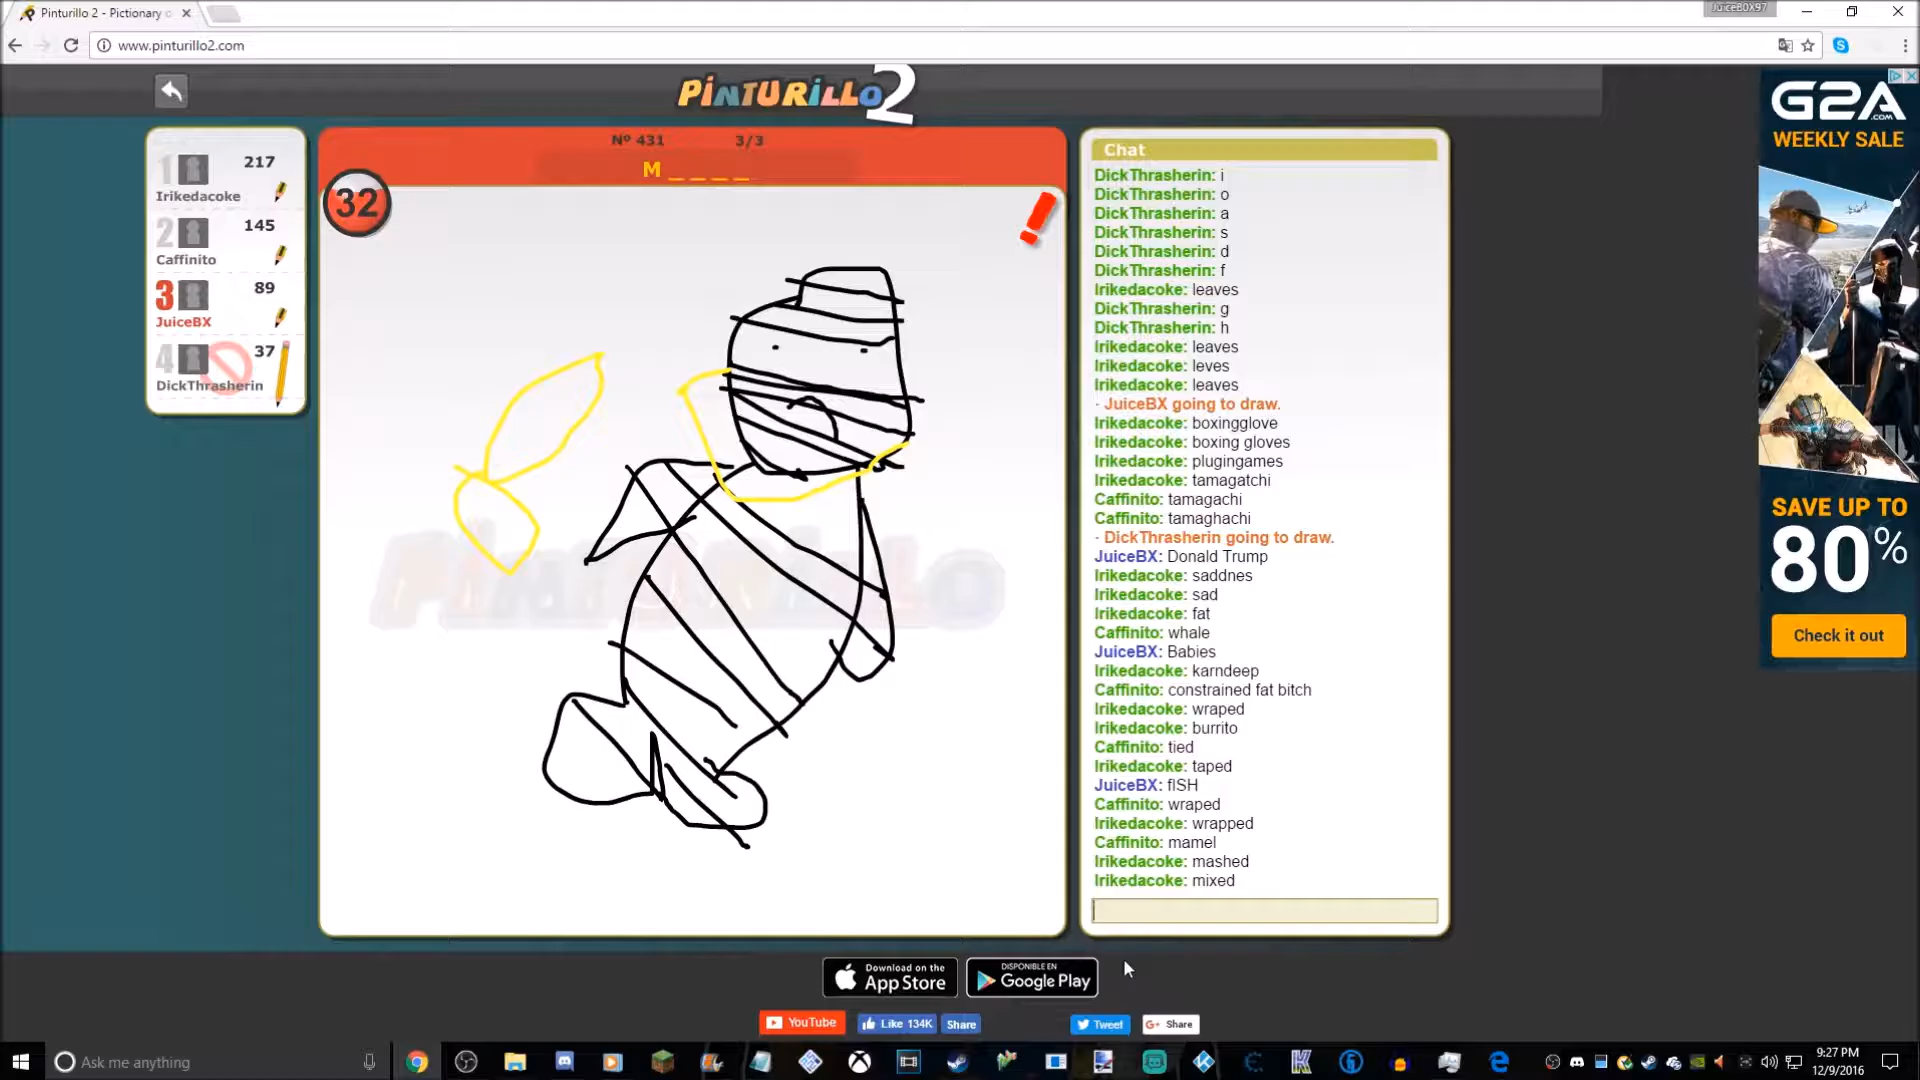 Pinturillo 2 - Pictionary
JuiceBOX97
www.pinturillo2.com
PiNTURiLLo2
1 217
Irikedacoke
2 145
Caffinito
3 89
JuiceBX
4 37
DickThrasherin
Nº 431 3/3
M _ _ _ _
32
!
Pinturillo
Chat
DickThrasherin: i
DickThrasherin: o
DickThrasherin: a
DickThrasherin: s
DickThrasherin: d
DickThrasherin: f
Irikedacoke: leaves
DickThrasherin: g
DickThrasherin: h
Irikedacoke: leaves
Irikedacoke: leves
Irikedacoke: leaves
· JuiceBX going to draw.
Irikedacoke: boxingglove
Irikedacoke: boxing gloves
Irikedacoke: plugingames
Irikedacoke: tamagatchi
Caffinito: tamagachi
Caffinito: tamaghachi
· DickThrasherin going to draw.
JuiceBX: Donald Trump
Irikedacoke: saddnes
Irikedacoke: sad
Irikedacoke: fat
Caffinito: whale
JuiceBX: Babies
Irikedacoke: karndeep
Caffinito: constrained fat bitch
Irikedacoke: wraped
Irikedacoke: burrito
Caffinito: tied
Irikedacoke: taped
JuiceBX: fISH
Caffinito: wraped
Irikedacoke: wrapped
Caffinito: mamel
Irikedacoke: mashed
Irikedacoke: mixed
G2A
.COM
WEEKLY SALE
SAVE UP TO
80%
Check it out
Download on the
App Store
DISPONIBLE EN
Google Play
YouTube
Like 134K
Share
Tweet
G+ Share
Ask me anything
9:27 PM
12/9/2016